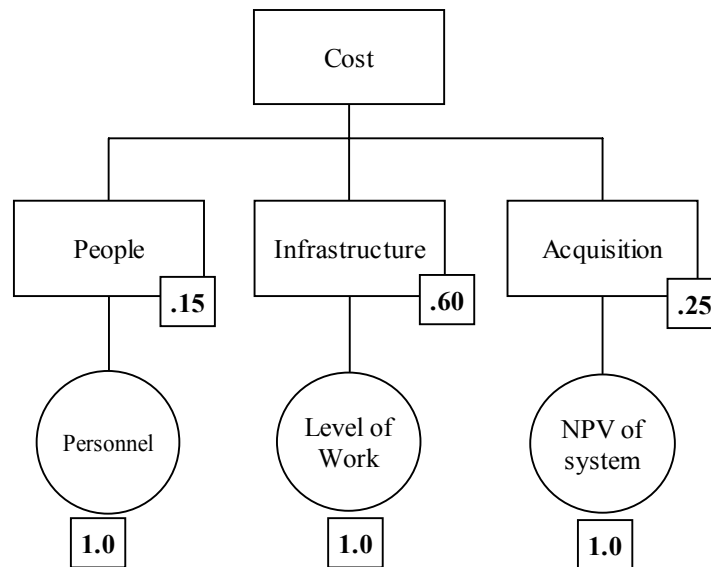 Cost
People
Infrastructure
Acquisition
.15
.60
.25
Personnel
Level of
Work
NPV of
system
1.0
1.0
1.0